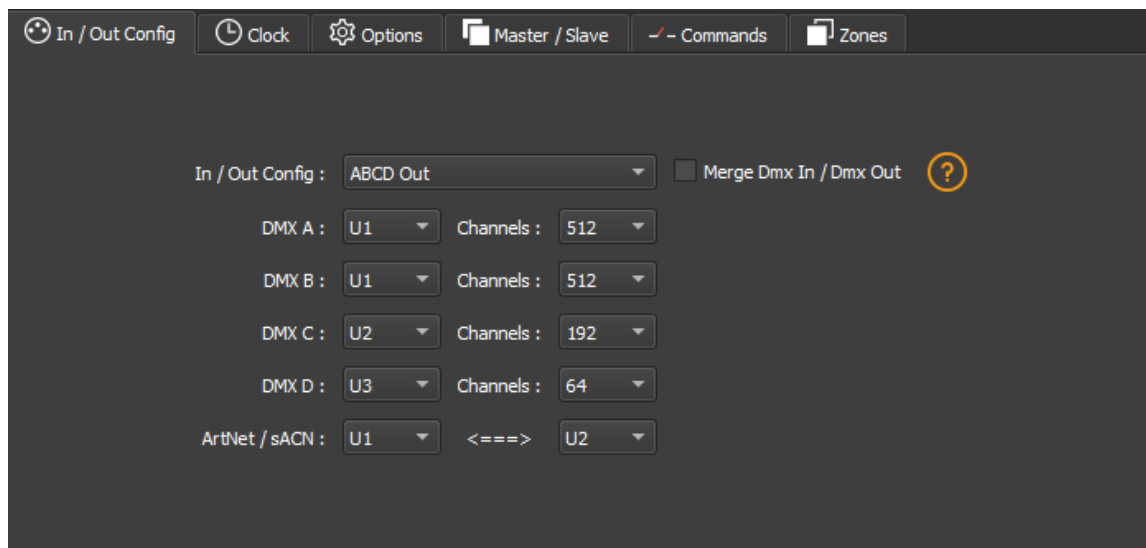 In / Out Config Clock Options Master / Slave Commands Zones
In / Out Config : ABCD Out Merge Dmx In / Dmx Out ?
DMX A : U1 Channels : 512
DMX B : U1 Channels : 512
DMX C : U2 Channels : 192
DMX D : U3 Channels : 64
ArtNet / sACN : U1 <===> U2